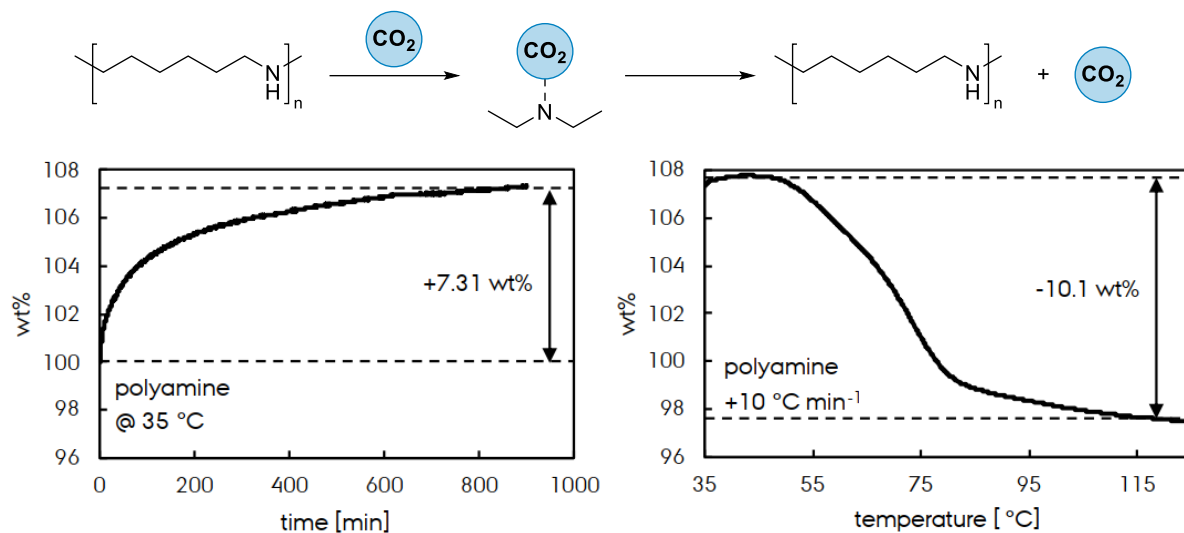 CO2
CO2
N
H
n
N
N
H
n
+
CO2
108
106
104
102
100
98
96
wt%
+7.31 wt%
polyamine
@ 35 °C
0
200
400
600
800
1000
time [min]
108
106
104
102
100
98
96
wt%
-10.1 wt%
polyamine
+10 °C min-1
35
55
75
95
115
temperature [ °C]